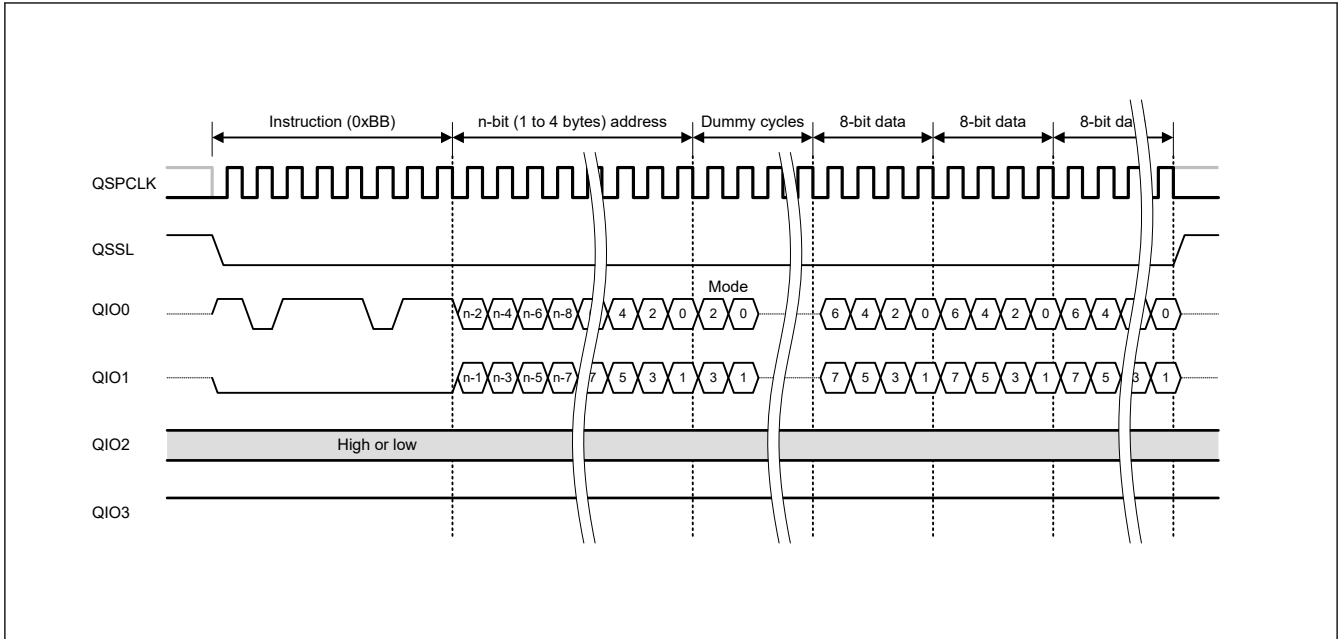 Instruction (0xBB) n-bit (1 to 4 bytes) address Dummy cycles 8-bit data 8-bit data 8-bit da
QSPCLK
QSSL
Mode
QIO0 n-2 n-4 n-6 n-8 4 2 0 2 0 6 4 2 0 6 4 2 0 6 4 0
QIO1 n-1 n-3 n-5 n-7 7 5 3 1 3 1 7 5 3 1 7 5 3 1 7 5 3 1
QIO2 High or low
QIO3